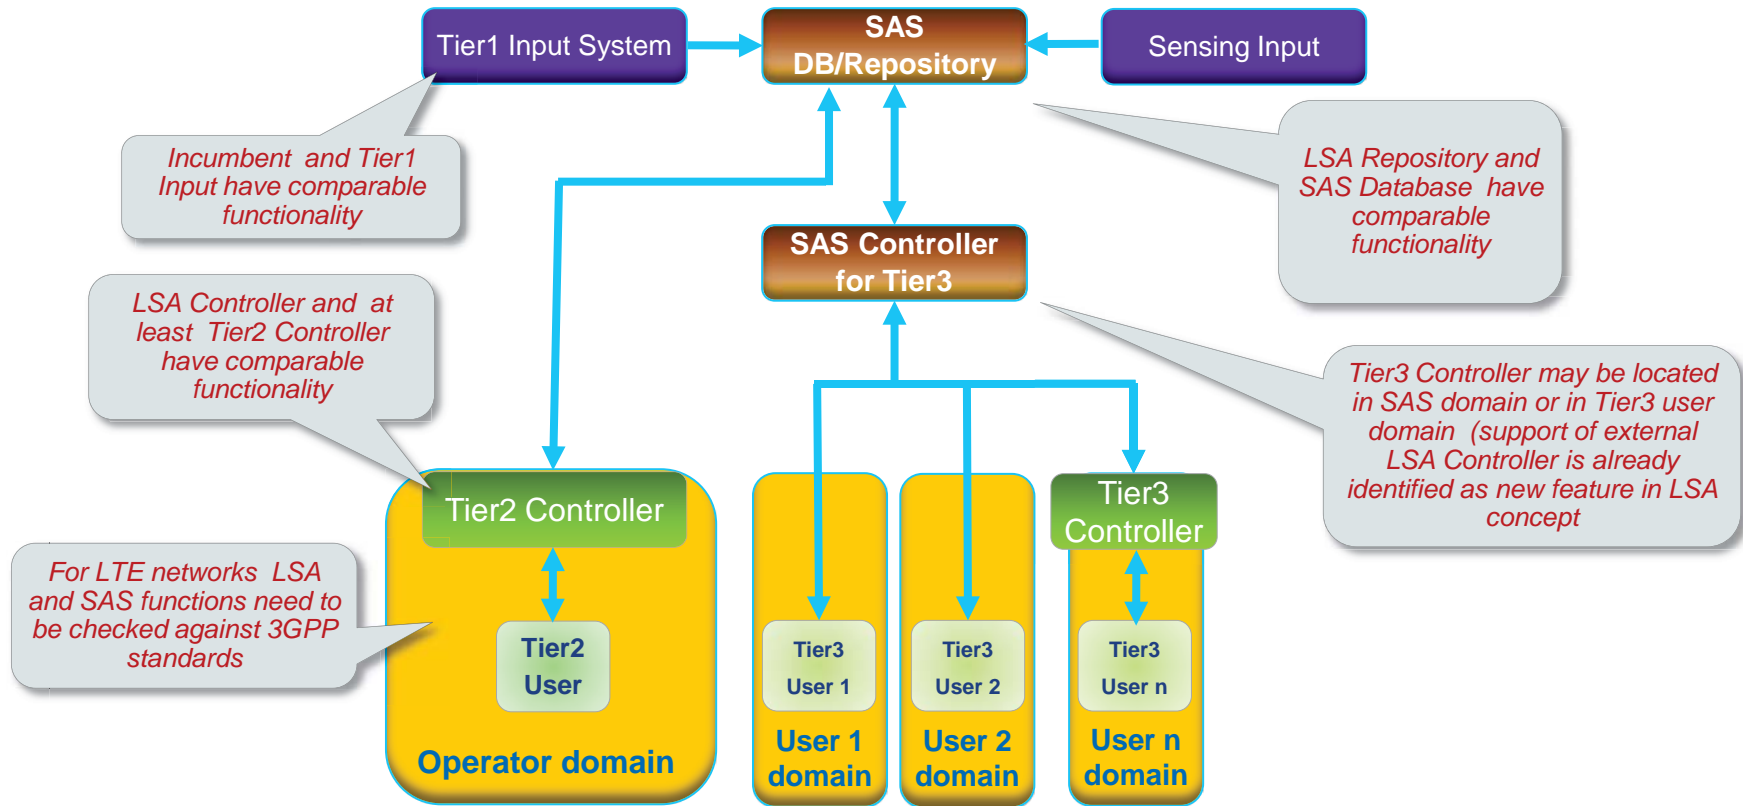 Tier1 Input System
SAS
DB/Repository
Sensing Input
Incumbent and Tier1
Input have comparable
functionality
LSA Repository and
SAS Database have
comparable
functionality
SAS Controller
for Tier3
LSA Controller and at
least Tier2 Controller
have comparable
functionality
Tier3 Controller may be located
in SAS domain or in Tier3 user
domain (support of external
LSA Controller is already
identified as new feature in LSA
concept
Tier2 Controller
Tier3
Controller
For LTE networks LSA
and SAS functions need to
be checked against 3GPP
standards
Tier2
User
Tier3
User 1
Tier3
User 2
Tier3
User n
Operator domain
User 1
domain
User 2
domain
User n
domain